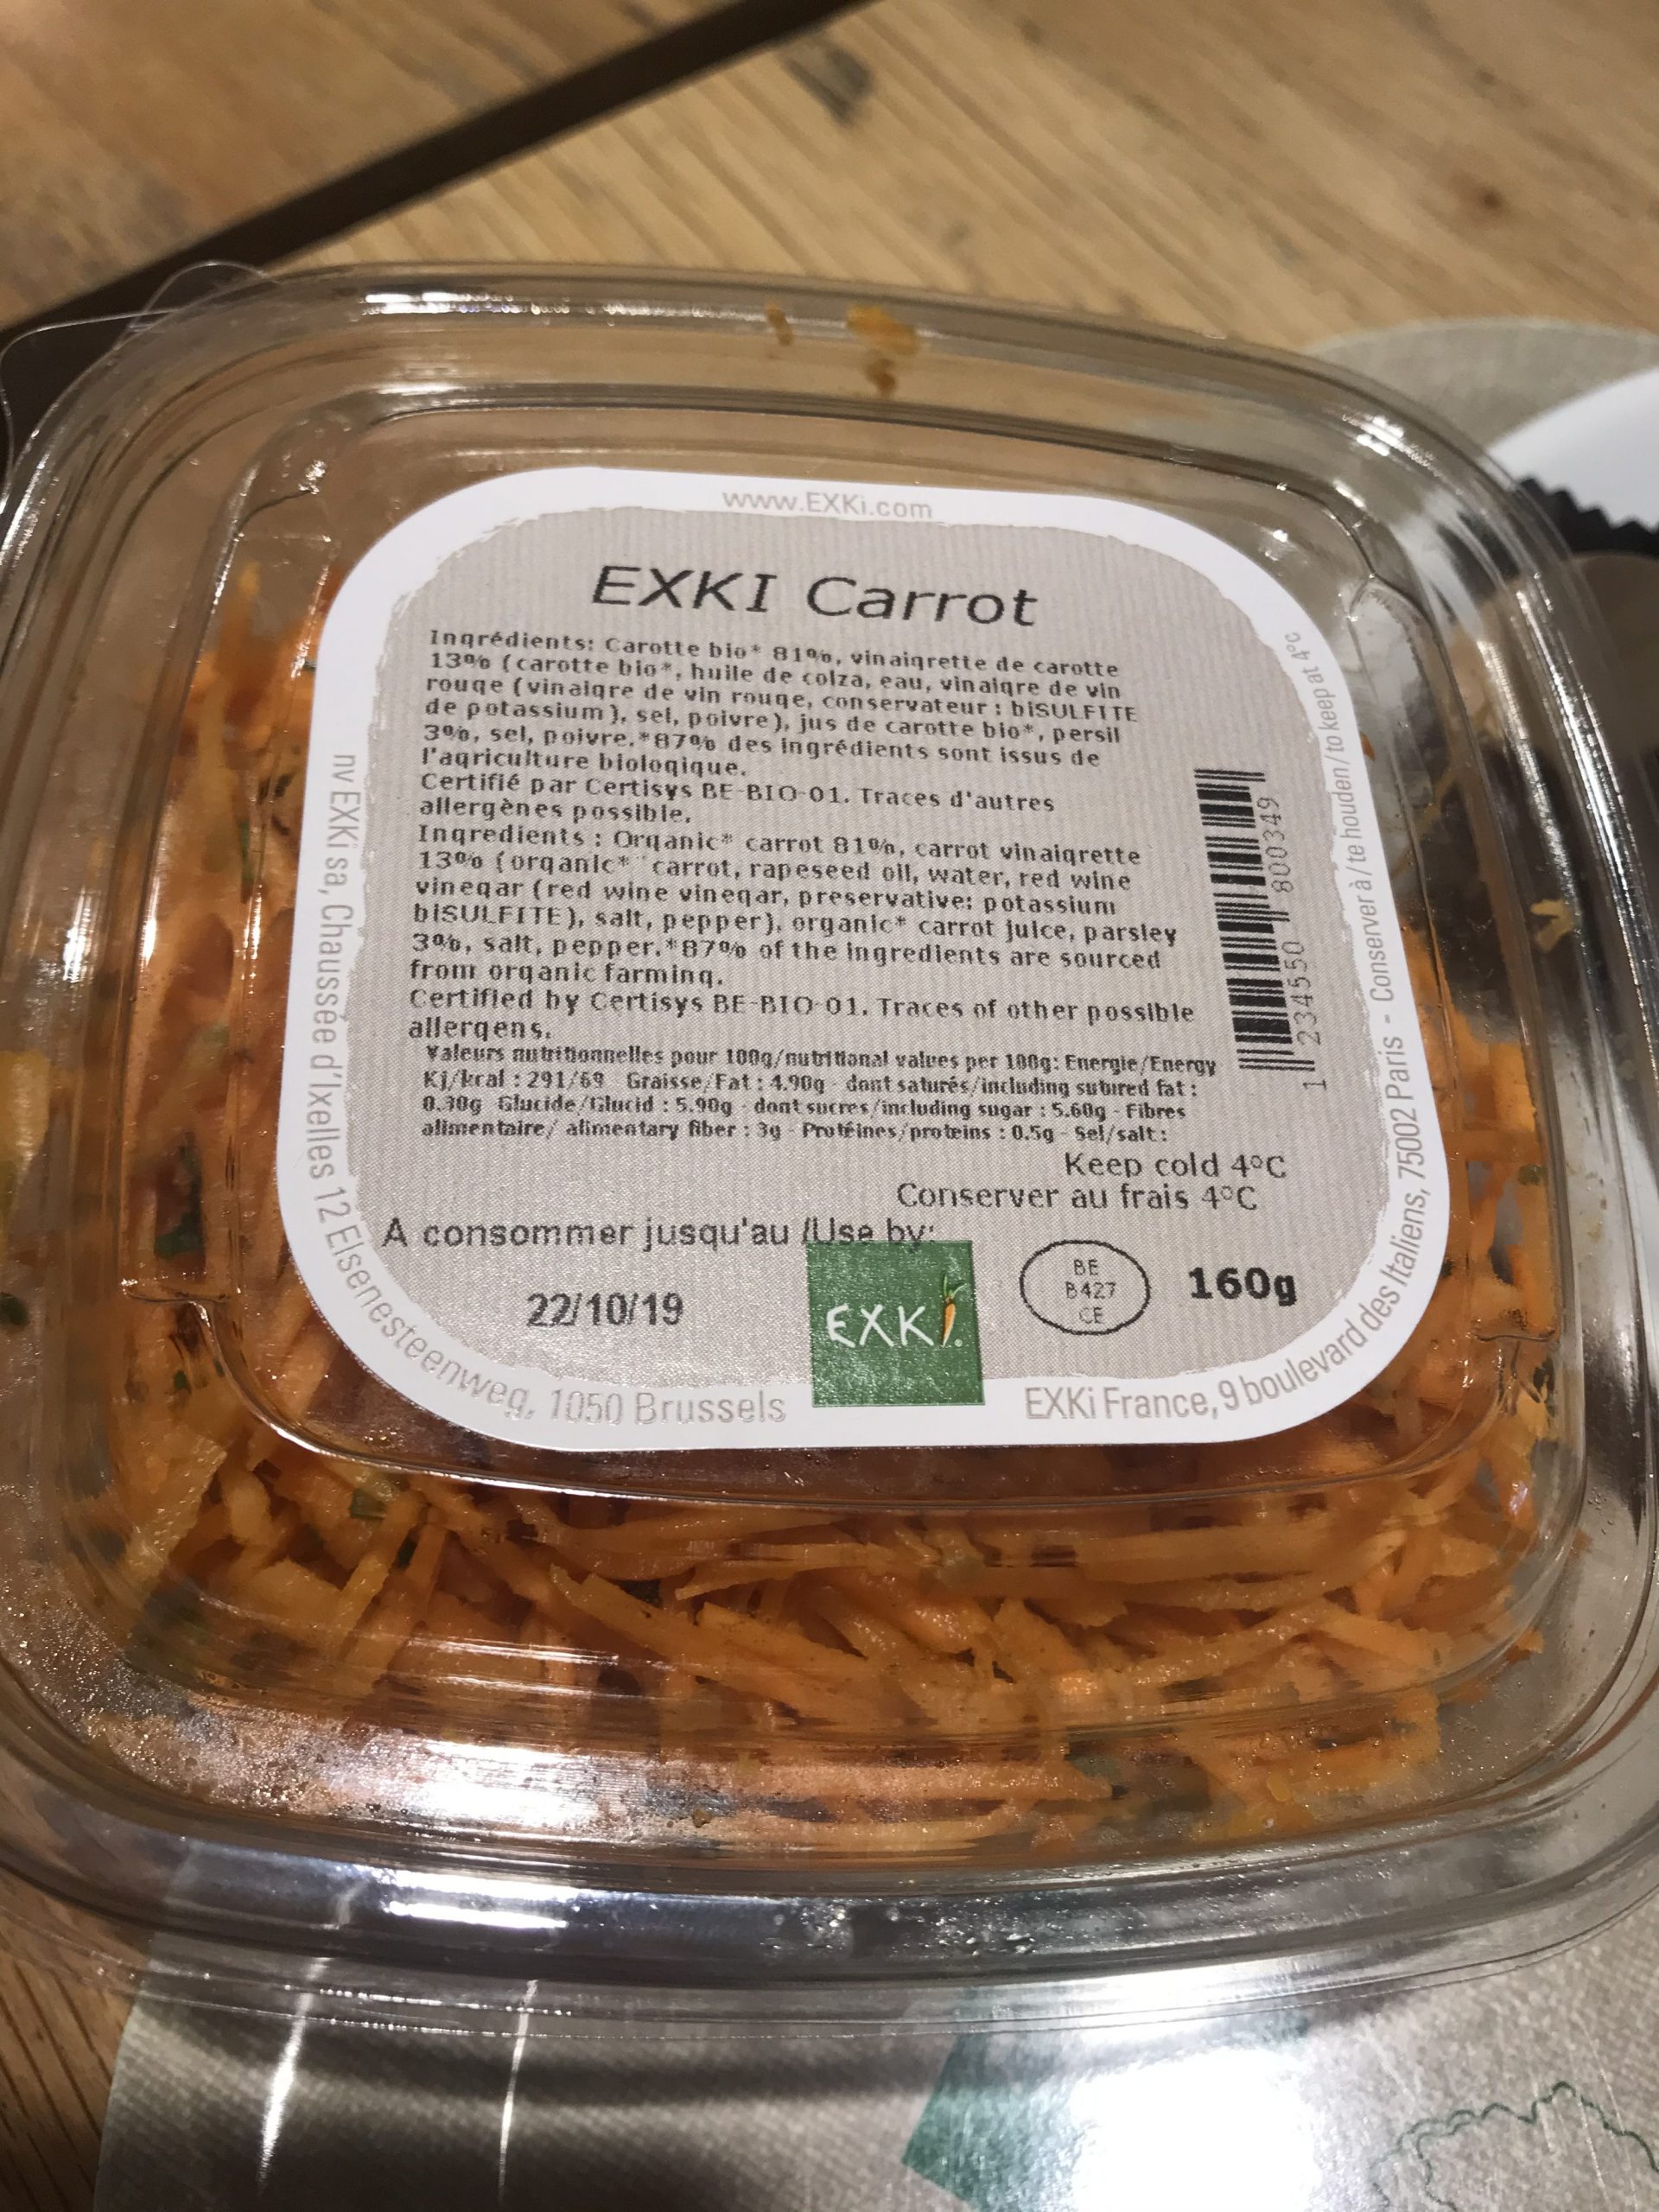 www.EXKi.com
EXKI Carrot
Ingrédients: Carotte bio* 81%, vinaigrette de carotte
13% (carotte bio*, huile de colza, eau, vinaigre de vin
rouge (vinaigre de vin rouge, conservateur : biSULFITE
de potassium), sel, poivre), jus de carotte bio*, persil
3%, sel, poivre.*87% des ingrédients sont issus de
l'agriculture biologique.
Certifié par Certisys BE-BIO-01. Traces d'autres
allergènes possible.
Ingredients : Organic* carrot 81%, carrot vinaigrette
13% (organic* carrot, rapeseed oil, water, red wine
vinegar (red wine vinegar, preservative: potassium
biSULFITE), salt, pepper), organic* carrot juice, parsley
3%, salt, pepper.*87% of the ingredients are sourced
from organic farming.
Certified by Certisys BE-BIO-01. Traces of other possible
allergens.
Valeurs nutritionnelles pour 100g/nutritional values per 100g: Energie/Energy
Kj/kcal : 291/69 Graisse/Fat : 4.90g - dont saturés/including sutured fat :
0.30g Glucide/Glucid : 5.90g - dont sucres/including sugar : 5.60g - Fibres
alimentaire/ alimentary fiber : 3g - Protéines/proteins : 0.5g - Sel/salt:
Keep cold 4°C
Conserver au frais 4°C
A consommer jusqu'au /Use by:
22/10/19
EXKi.
BE
B427
CE
160g
1 234550 800349
nv EXKi sa, Chaussée d'Ixelles 12 Elsenesteenweg, 1050 Brussels
EXKi France, 9 boulevard des Italiens, 75002 Paris - Conserver à/te houden/to keep at 4°c